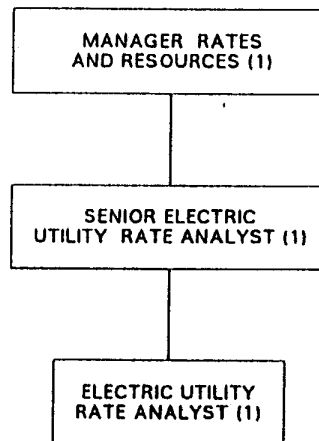 MANAGER RATES
AND RESOURCES (1)
SENIOR ELECTRIC
UTILITY RATE ANALYST (1)
ELECTRIC UTILITY
RATE ANALYST (1)